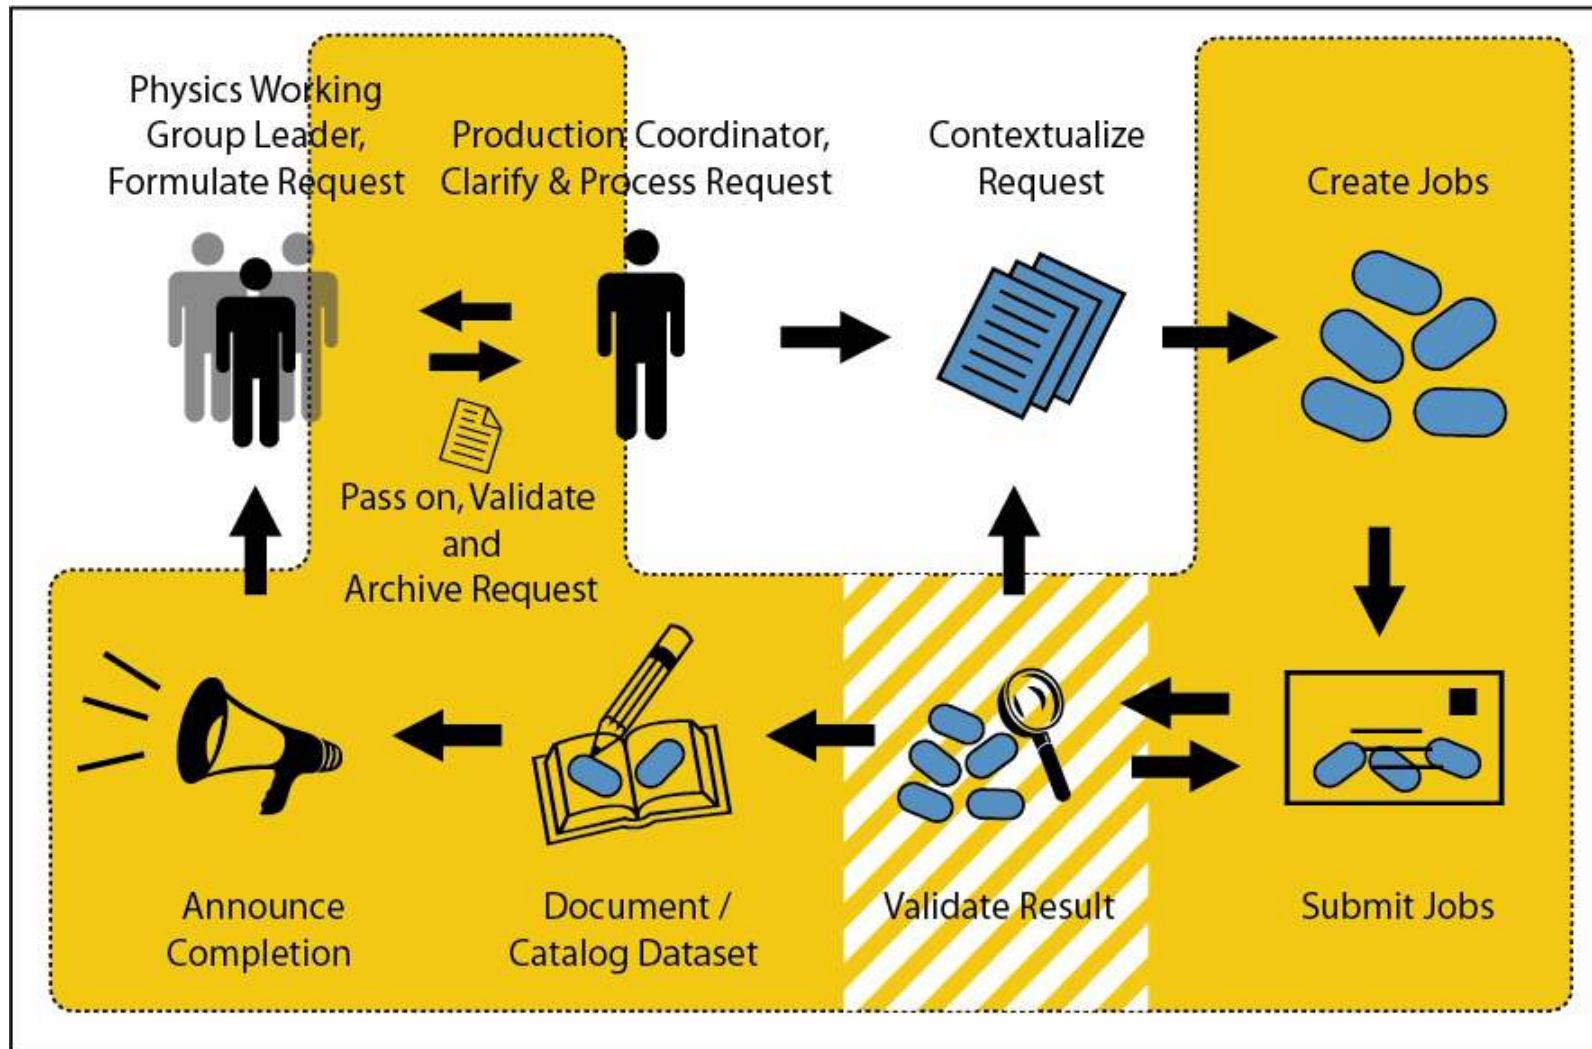 Physics Working
Group Leader,
Formulate Request
Production Coordinator,
Clarify & Process Request
Contextualize
Request
Create Jobs
Pass on, Validate
and
Archive Request
Announce
Completion
Document /
Catalog Dataset
Validate Result
Submit Jobs